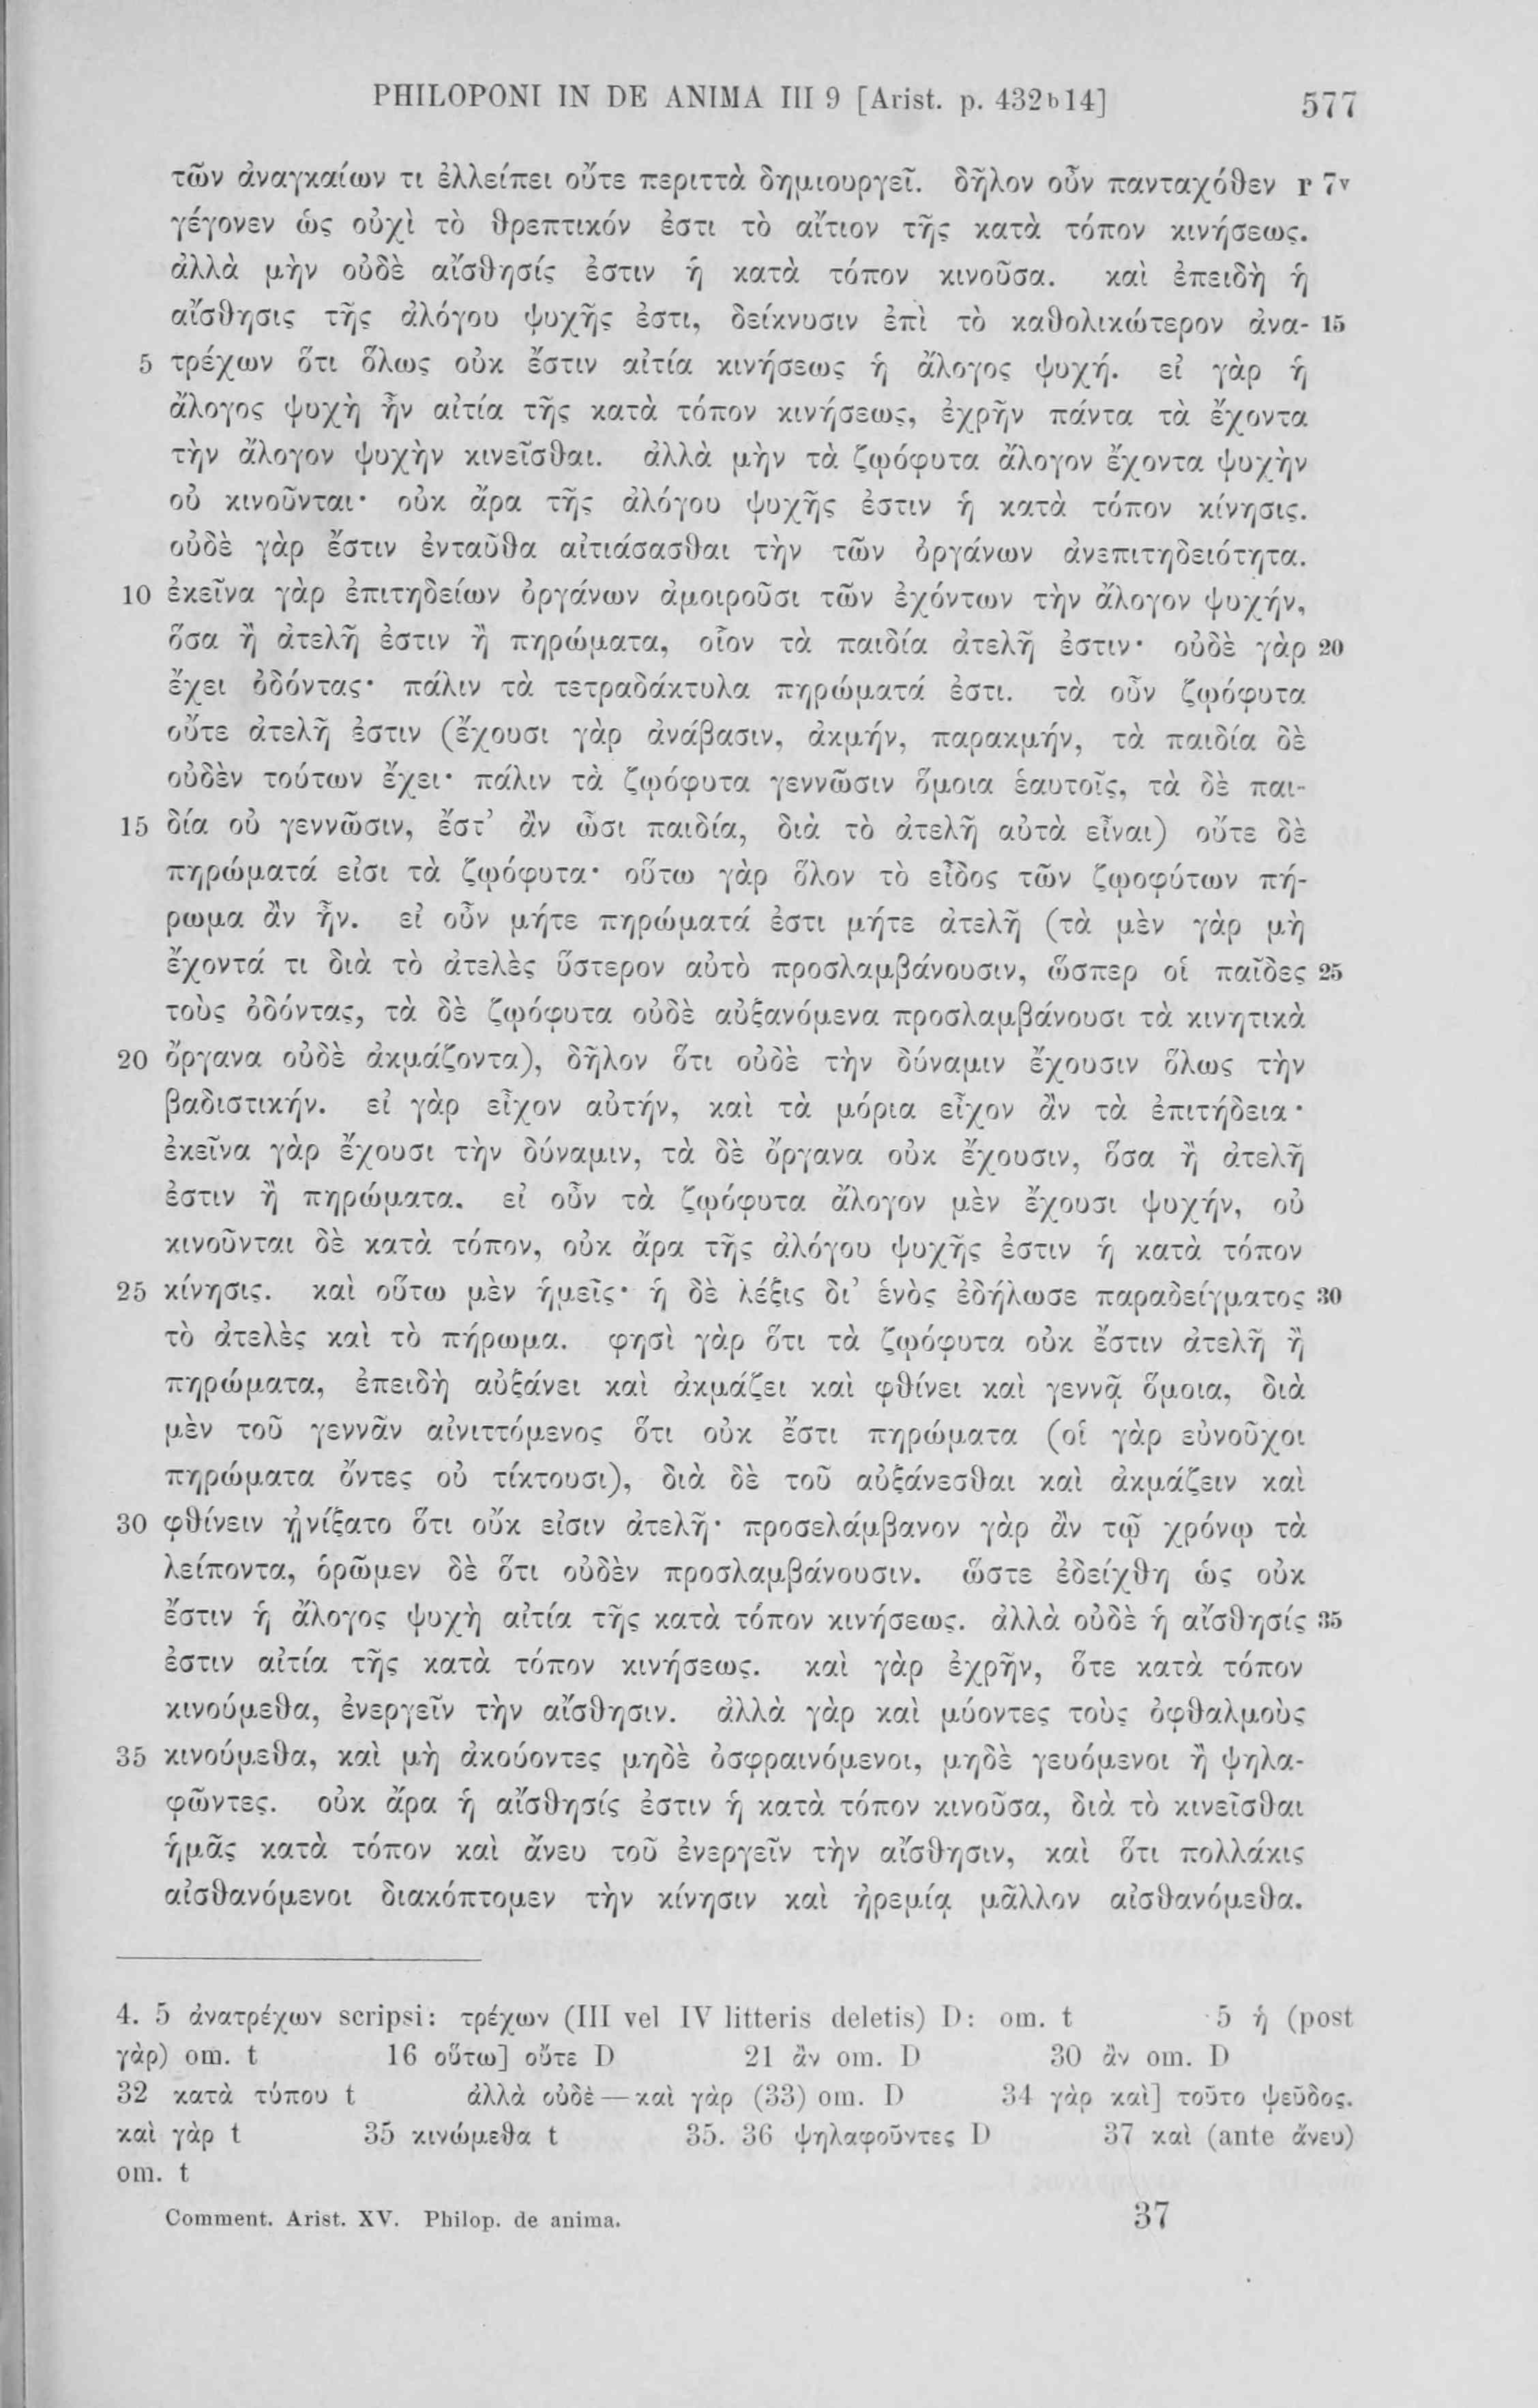 PHILOPONI IN DE ANIMA III 9 [Arist. p. 432b14] 577
τῶν ἀναγκαίων τι ἐλλείπει οὔτε περιττὰ δημιουργεῖ. δῆλον οὖν πανταχόθεν r 7v
γέγονεν ὡς οὐχὶ τὸ θρεπτικόν ἐστι τὸ αἴτιον τῆς κατὰ τόπον κινήσεως.
ἀλλὰ μὴν οὐδὲ αἴσθησίς ἐστιν ἡ κατὰ τόπον κινοῦσα. καὶ ἐπειδὴ ἡ
αἴσθησις τῆς ἀλόγου ψυχῆς ἐστι, δείκνυσιν ἐπὶ τὸ καθολικώτερον ἀνα- 15
5 τρέχων ὅτι ὅλως οὐκ ἔστιν αἰτία κινήσεως ἡ ἄλογος ψυχή. εἰ γὰρ ἡ
ἄλογος ψυχὴ ἦν αἰτία τῆς κατὰ τόπον κινήσεως, ἐχρῆν πάντα τὰ ἔχοντα
τὴν ἄλογον ψυχὴν κινεῖσθαι. ἀλλὰ μὴν τὰ ζῳόφυτα ἄλογον ἔχοντα ψυχὴν
οὐ κινοῦνται· οὐκ ἄρα τῆς ἀλόγου ψυχῆς ἐστιν ἡ κατὰ τόπον κίνησις.
οὐδὲ γὰρ ἔστιν ἐνταῦθα αἰτιάσασθαι τὴν τῶν ὀργάνων ἀνεπιτηδειότητα.
10 ἐκεῖνα γὰρ ἐπιτηδείων ὀργάνων ἀμοιροῦσι τῶν ἐχόντων τὴν ἄλογον ψυχήν,
ὅσα ἢ ἀτελῆ ἐστιν ἢ πηρώματα, οἷον τὰ παιδία ἀτελῆ ἐστιν· οὐδὲ γὰρ 20
ἔχει ὀδόντας· πάλιν τὰ τετραδάκτυλα πηρώματά ἐστι. τὰ οὖν ζῳόφυτα
οὔτε ἀτελῆ ἐστιν (ἔχουσι γὰρ ἀνάβασιν, ἀκμήν, παρακμήν, τὰ παιδία δὲ
οὐδὲν τούτων ἔχει· πάλιν τὰ ζῳόφυτα γεννῶσιν ὅμοια ἑαυτοῖς, τὰ δὲ παι-
15 δία οὐ γεννῶσιν, ἔστ’ ἂν ὦσι παιδία, διὰ τὸ ἀτελῆ αὐτὰ εἶναι) οὔτε δὲ
πηρώματά εἰσι τὰ ζῳόφυτα· οὕτω γὰρ ὅλον τὸ εἶδος τῶν ζῳοφύτων πή-
ρωμα ἂν ἦν. εἰ οὖν μήτε πηρώματά ἐστι μήτε ἀτελῆ (τὰ μὲν γὰρ μὴ
ἔχοντά τι διὰ τὸ ἀτελὲς ὕστερον αὐτὸ προσλαμβάνουσιν, ὥσπερ οἱ παῖδες 25
τοὺς ὀδόντας, τὰ δὲ ζῳόφυτα οὐδὲ αὐξανόμενα προσλαμβάνουσι τὰ κινητικὰ
20 ὄργανα οὐδὲ ἀκμάζοντα), δῆλον ὅτι οὐδὲ τὴν δύναμιν ἔχουσιν ὅλως τὴν
βαδιστικήν. εἰ γὰρ εἶχον αὐτήν, καὶ τὰ μόρια εἶχον ἂν τὰ ἐπιτήδεια·
ἐκεῖνα γὰρ ἔχουσι τὴν δύναμιν, τὰ δὲ ὄργανα οὐκ ἔχουσιν, ὅσα ἢ ἀτελῆ
ἐστιν ἢ πηρώματα. εἰ οὖν τὰ ζῳόφυτα ἄλογον μὲν ἔχουσι ψυχήν, οὐ
κινοῦνται δὲ κατὰ τόπον, οὐκ ἄρα τῆς ἀλόγου ψυχῆς ἐστιν ἡ κατὰ τόπον
25 κίνησις. καὶ οὕτω μὲν ἡμεῖς· ἡ δὲ λέξις δι’ ἑνὸς ἐδήλωσε παραδείγματος 30
τὸ ἀτελὲς καὶ τὸ πήρωμα. φησὶ γὰρ ὅτι τὰ ζῳόφυτα οὐκ ἔστιν ἀτελῆ ἢ
πηρώματα, ἐπειδὴ αὐξάνει καὶ ἀκμάζει καὶ φθίνει καὶ γεννᾷ ὅμοια, διὰ
μὲν τοῦ γεννᾶν αἰνιττόμενος ὅτι οὐκ ἔστι πηρώματα (οἱ γὰρ εὐνοῦχοι
πηρώματα ὄντες οὐ τίκτουσι), διὰ δὲ τοῦ αὐξάνεσθαι καὶ ἀκμάζειν καὶ
30 φθίνειν ᾐνίξατο ὅτι οὔκ εἰσιν ἀτελῆ· προσελάμβανον γὰρ ἂν τῷ χρόνῳ τὰ
λείποντα, ὁρῶμεν δὲ ὅτι οὐδὲν προσλαμβάνουσιν. ὥστε ἐδείχθη ὡς οὐκ
ἔστιν ἡ ἄλογος ψυχὴ αἰτία τῆς κατὰ τόπον κινήσεως. ἀλλὰ οὐδὲ ἡ αἴσθησίς 35
ἐστιν αἰτία τῆς κατὰ τόπον κινήσεως. καὶ γὰρ ἐχρῆν, ὅτε κατὰ τόπον
κινούμεθα, ἐνεργεῖν τὴν αἴσθησιν. ἀλλὰ γὰρ καὶ μύοντες τοὺς ὀφθαλμοὺς
35 κινούμεθα, καὶ μὴ ἀκούοντες μηδὲ ὀσφραινόμενοι, μηδὲ γευόμενοι ἢ ψηλα-
φῶντες. οὐκ ἄρα ἡ αἴσθησίς ἐστιν ἡ κατὰ τόπον κινοῦσα, διὰ τὸ κινεῖσθαι
ἡμᾶς κατὰ τόπον καὶ ἄνευ τοῦ ἐνεργεῖν τὴν αἴσθησιν, καὶ ὅτι πολλάκις
αἰσθανόμενοι διακόπτομεν τὴν κίνησιν καὶ ἠρεμίᾳ μᾶλλον αἰσθανόμεθα.
4. 5 ἀνατρέχων scripsi: τρέχων (III vel IV litteris deletis) D: om. t 5 ἡ (post
γὰρ) om. t 16 οὕτω] οὔτε D 21 ἂν om. D 30 ἂν om. D
32 κατὰ τύπου t ἀλλὰ οὐδὲ — καὶ γὰρ (33) om. D 34 γὰρ καὶ] τοῦτο ψεῦδος.
καὶ γὰρ t 35 κινώμεθα t 35. 36 ψηλαφοῦντες D 37 καὶ (ante ἄνευ)
om. t
Comment. Arist. XV. Philop. de anima. 37